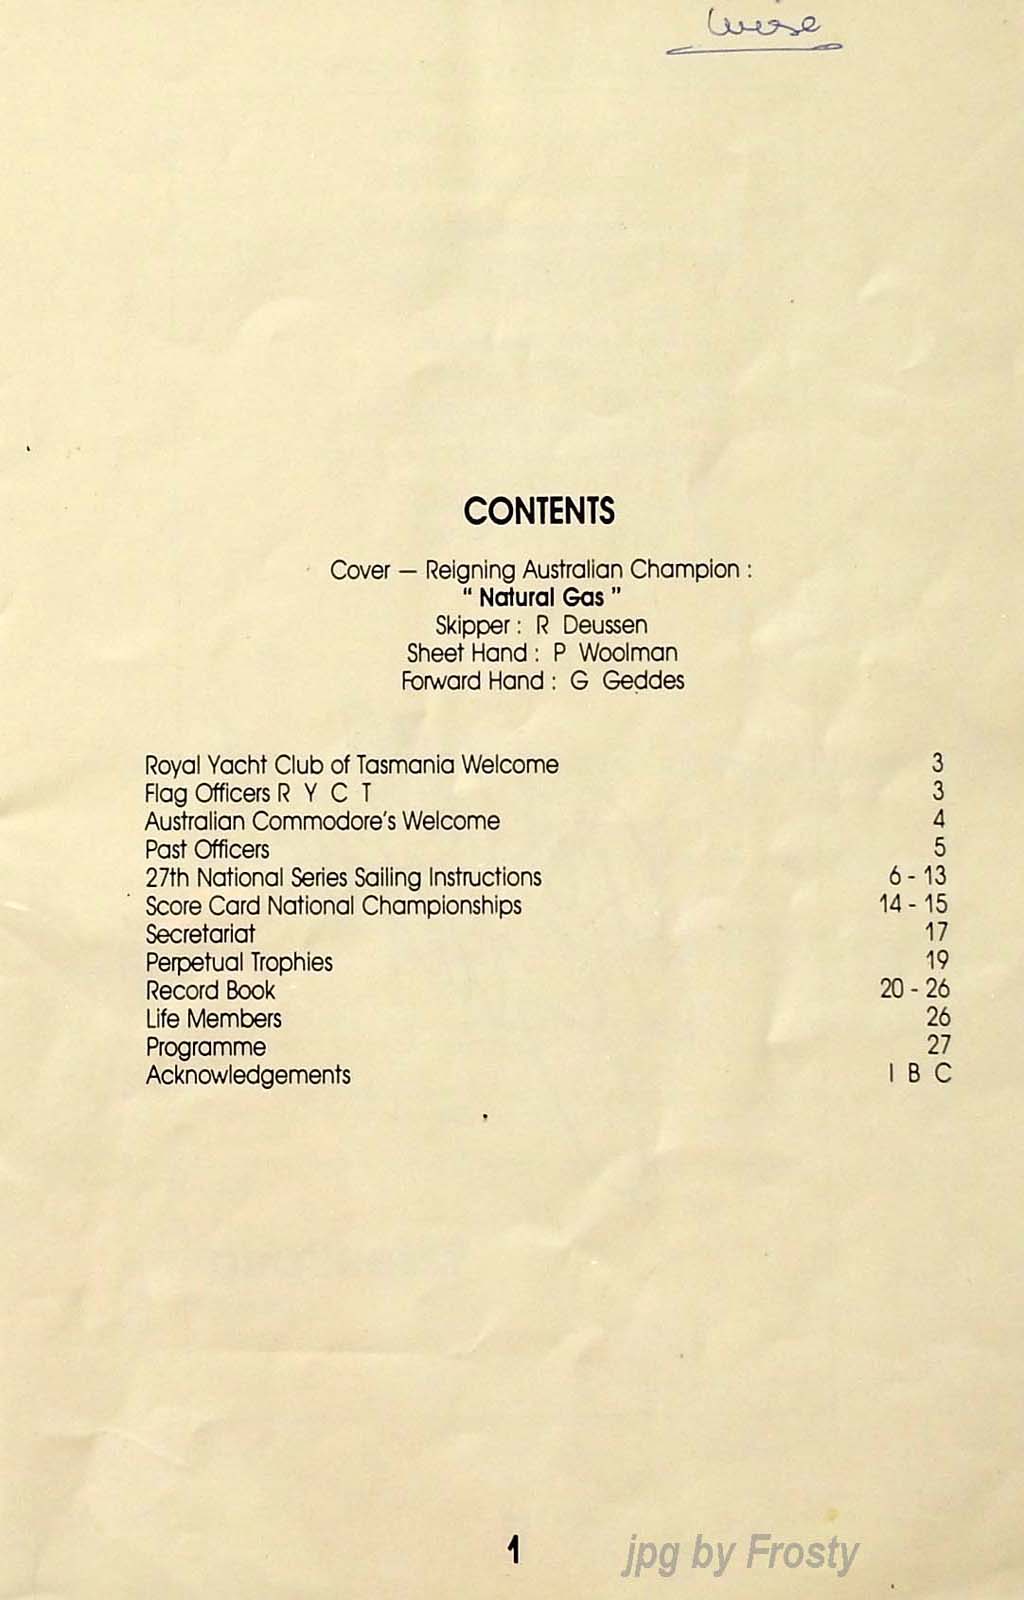 CONTENTS
Cover — Reigning Australian Champion :
" Natural Gas "
Skipper : R Deussen
Sheet Hand : P Woolman
Forward Hand : G Geddes
Royal Yacht Club of Tasmania Welcome 3
Flag Officers R Y C T 3
Australian Commodore's Welcome 4
Past Officers 5
27th National Series Sailing Instructions 6 - 13
Score Card National Championships 14 - 15
Secretariat 17
Perpetual Trophies 19
Record Book 20 - 26
Life Members 26
Programme 27
Acknowledgements I B C
1
jpg by Frosty